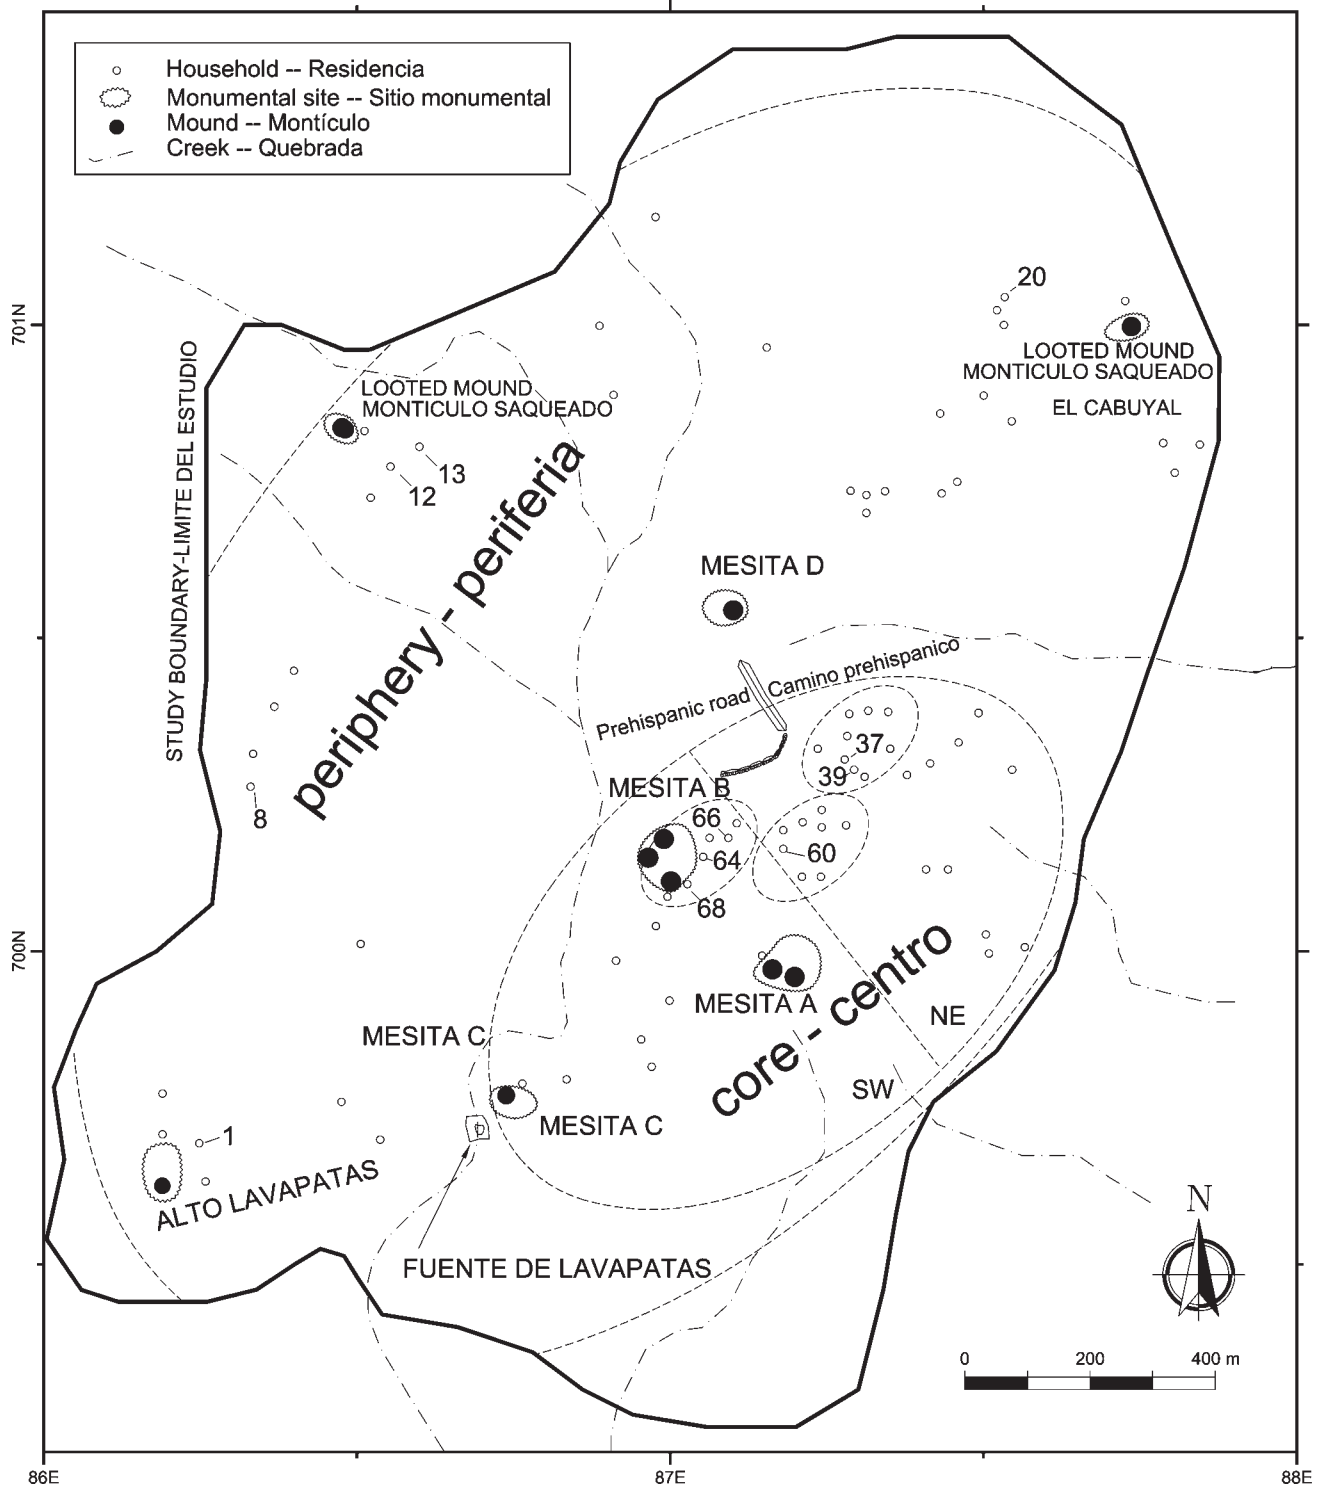 Household -- Residencia
Monumental site -- Sitio monumental
Mound -- Montículo
Creek -- Quebrada
20
701N
LOOTED MOUND
MONTICULO SAQUEADO
EL CABUYAL
LOOTED MOUND
MONTICULO SAQUEADO
STUDY BOUNDARY-LIMITE DEL ESTUDIO
13
12
periphery - periferia
MESITA D
Prehispanic road
Camino prehispanico
37
39
MESITA B
8
66
60
64
68
700N
MESITA A
core - centro
NE
MESITA C
SW
MESITA C
1
ALTO LAVAPATAS
N
FUENTE DE LAVAPATAS
0 200 400 m
86E 87E 88E